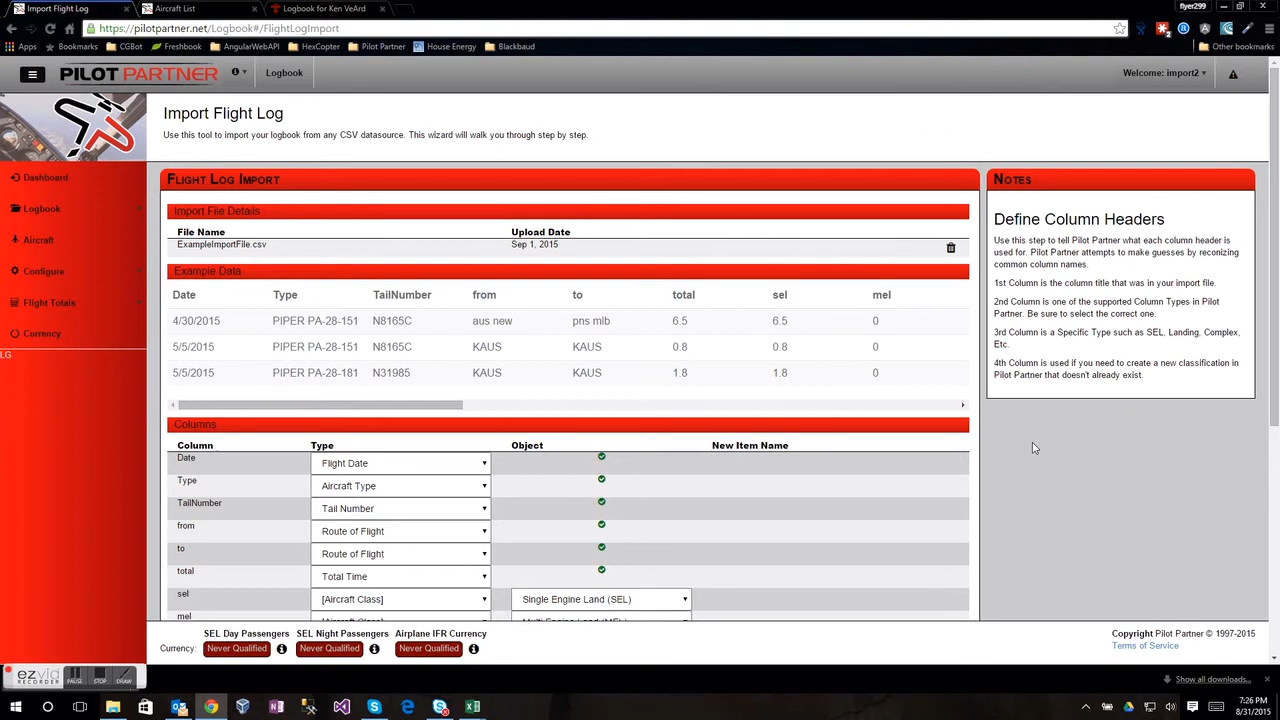 Import Flight Log
Aircraft List
Logbook for Ken VeArd
flyer299
https://pilotpartner.net/Logbook#/FlightLogImport
Apps Bookmarks CGBot Freshbook AngularWebAPI HexCopter Pilot Partner House Energy Blackbaud Other bookmarks
PILOT PARTNER Logbook Welcome: import2
Import Flight Log
Use this tool to import your logbook from any CSV datasource. This wizard will walk you through step by step.
Dashboard
Logbook
Aircraft
Configure
Flight Totals
Currency
LG
Flight Log Import
Import File Details
File Name Upload Date
ExampleImportFile.csv Sep 1, 2015
Example Data
Date Type TailNumber from to total sel mel
4/30/2015 PIPER PA-28-151 N8165C aus new pns mlb 6.5 6.5 0
5/5/2015 PIPER PA-28-151 N8165C KAUS KAUS 0.8 0.8 0
5/5/2015 PIPER PA-28-181 N31985 KAUS KAUS 1.8 1.8 0
Columns
Column Type Object New Item Name
Date Flight Date
Type Aircraft Type
TailNumber Tail Number
from Route of Flight
to Route of Flight
total Total Time
sel [Aircraft Class] Single Engine Land (SEL)
mel [Aircraft Class] Multi Engine Land (MEL)
Notes
Define Column Headers
Use this step to tell Pilot Partner what each column header is
used for. Pilot Partner attempts to make guesses by reconizing
common column names.
1st Column is the column title that was in your import file.
2nd Column is one of the supported Column Types in Pilot
Partner. Be sure to select the correct one.
3rd Column is a Specific Type such as SEL, Landing, Complex,
Etc.
4th Column is used if you need to create a new classification in
Pilot Partner that doesn't already exist.
SEL Day Passengers SEL Night Passengers Airplane IFR Currency
Currency: Never Qualified Never Qualified Never Qualified
Copyright Pilot Partner © 1997-2015
Terms of Service
ezvid
RECORDER
PAUSE STOP DRAW
Show all downloads...
7:26 PM
8/31/2015